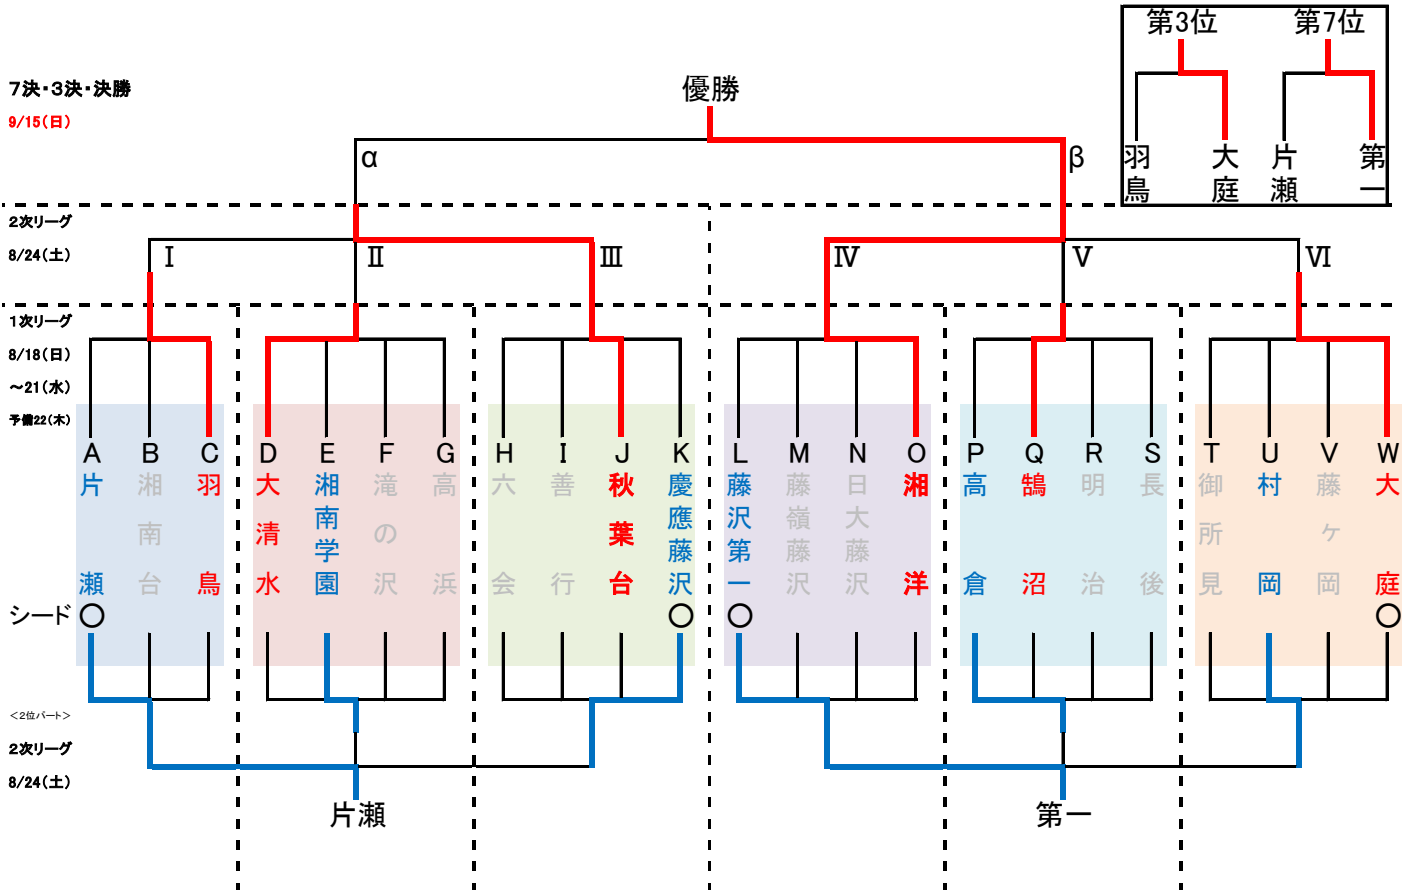 第3位
第7位
羽鳥
大庭
片瀬
第一
7決・3決・決勝
9/15(日)
優勝
α
β
2次リーグ
8/24(土)
Ⅰ
Ⅱ
Ⅲ
Ⅳ
Ⅴ
Ⅵ
1次リーグ
8/18(日)
～21(水)
予備22(木)
A B C D E F G H I J K L M N O P Q R S T U V W
片瀬
湘南台
羽鳥
大清水
湘南学園
滝の沢
高浜
六会
善行
秋葉台
慶應藤沢
藤沢第一
藤嶺藤沢
日大藤沢
湘洋
高倉
鵠沼
明治
長後
御所見
村岡
藤ケ岡
大庭
シード ○ ○ ○ ○
<2位パート>
2次リーグ
8/24(土)
片瀬
第一